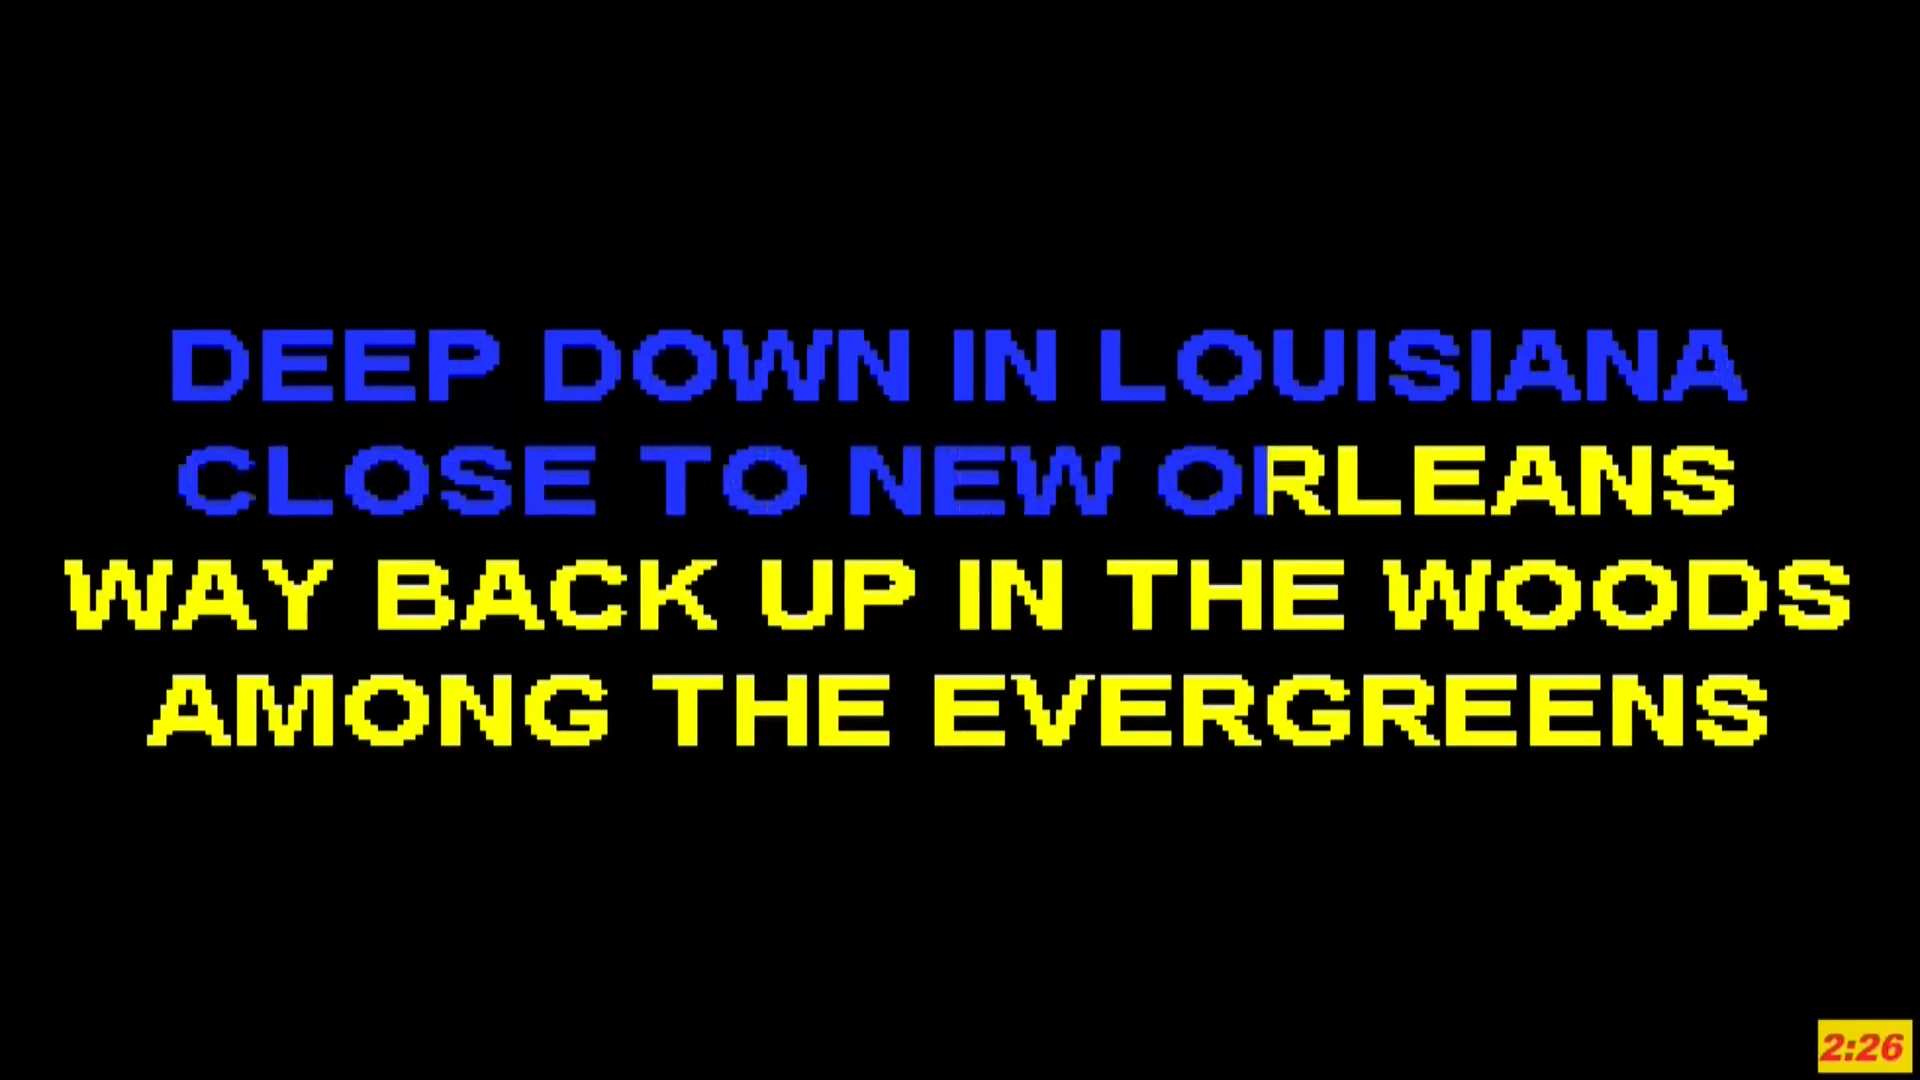 DEEP DOWN IN LOUISIANA
CLOSE TO NEW ORLEANS
WAY BACK UP IN THE WOODS
AMONG THE EVERGREENS
2:26